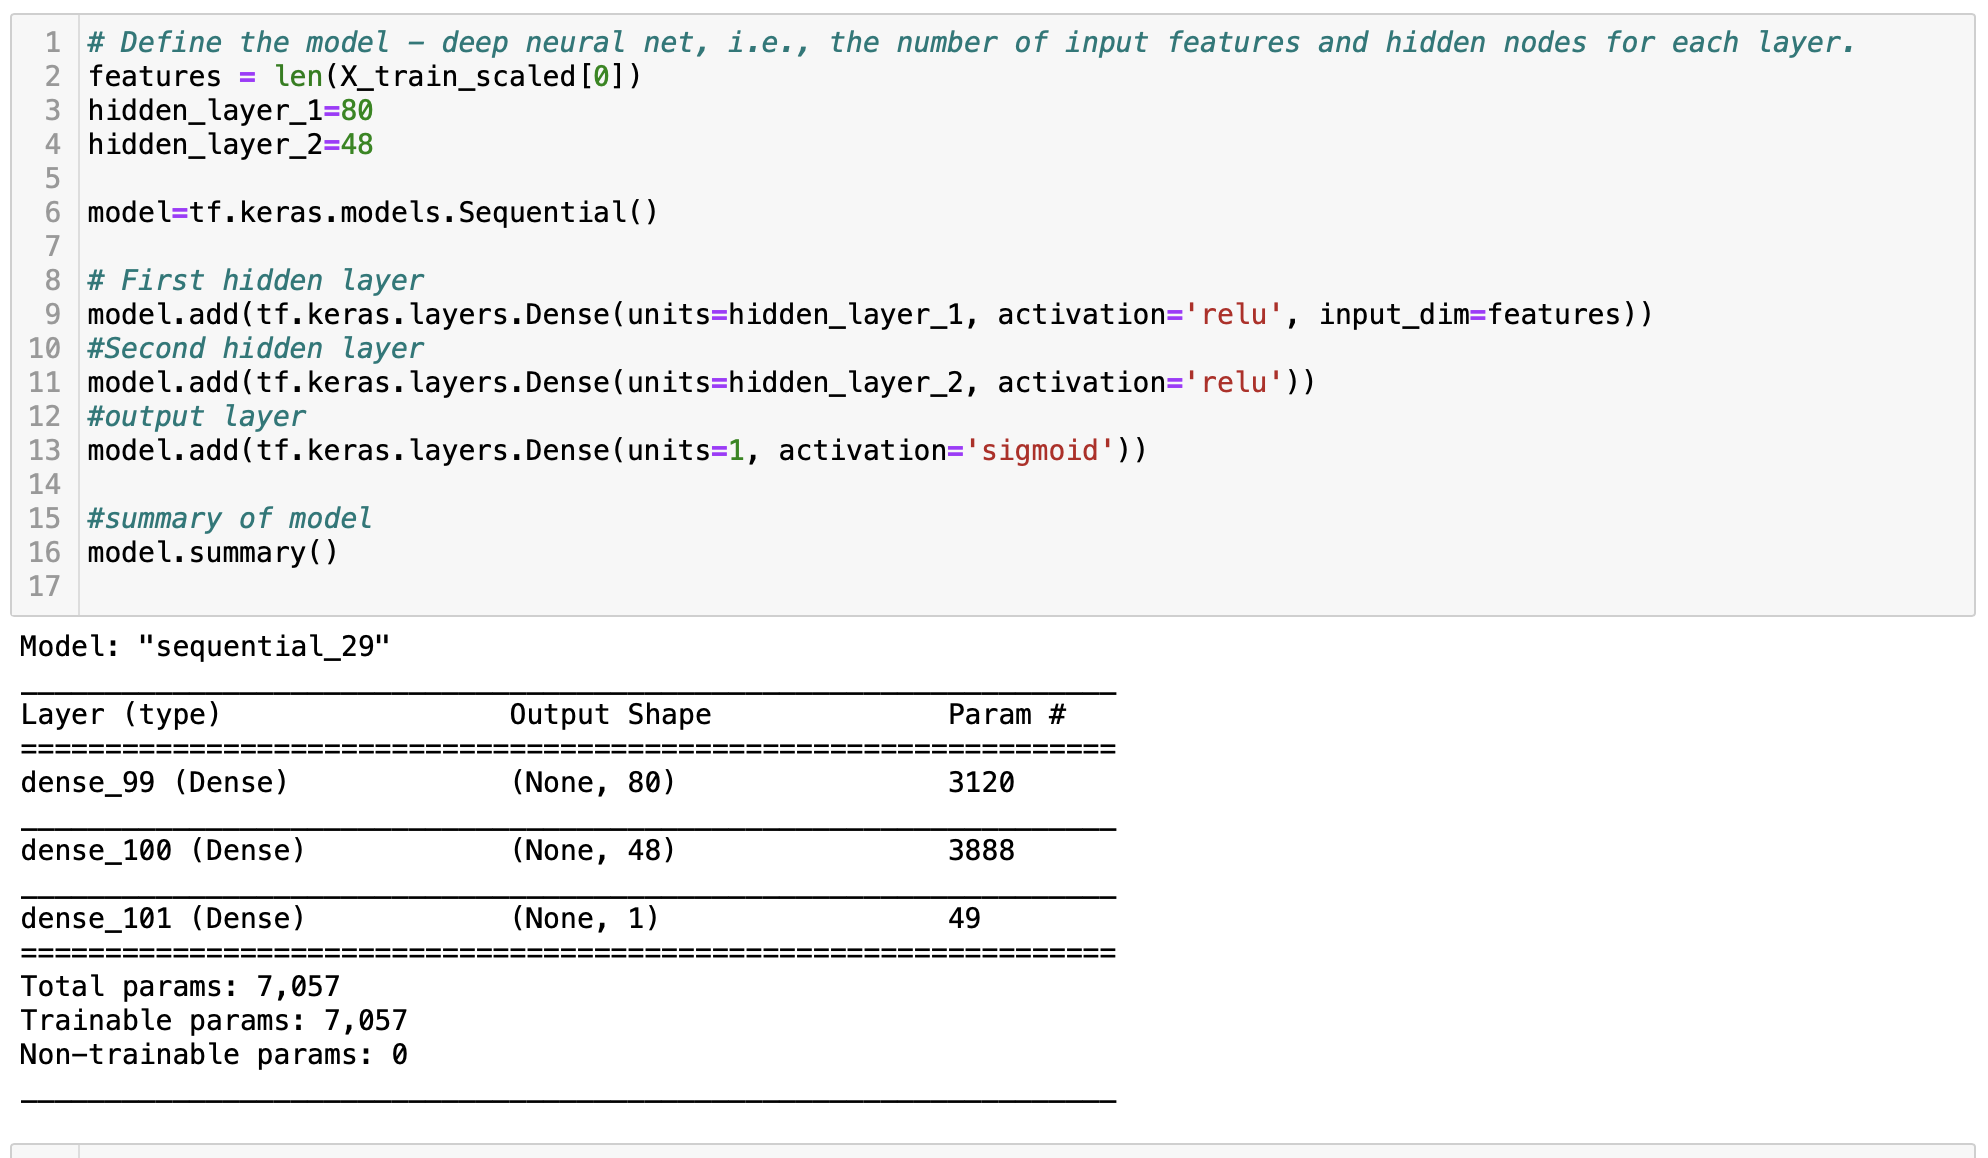 1 # Define the model – deep neural net, i.e., the number of input features and hidden nodes for each layer.
2 features = len(X_train_scaled[0])
3 hidden_layer_1=80
4 hidden_layer_2=48
5
6 model=tf.keras.models.Sequential()
7
8 # First hidden layer
9 model.add(tf.keras.layers.Dense(units=hidden_layer_1, activation='relu', input_dim=features))
10 #Second hidden layer
11 model.add(tf.keras.layers.Dense(units=hidden_layer_2, activation='relu'))
12 #output layer
13 model.add(tf.keras.layers.Dense(units=1, activation='sigmoid'))
14
15 #summary of model
16 model.summary()
17
Model: "sequential_29"
_________________________________________________________________
Layer (type)                 Output Shape              Param #
=================================================================
dense_99 (Dense)             (None, 80)                3120
_________________________________________________________________
dense_100 (Dense)            (None, 48)                3888
_________________________________________________________________
dense_101 (Dense)            (None, 1)                 49
=================================================================
Total params: 7,057
Trainable params: 7,057
Non-trainable params: 0
_________________________________________________________________